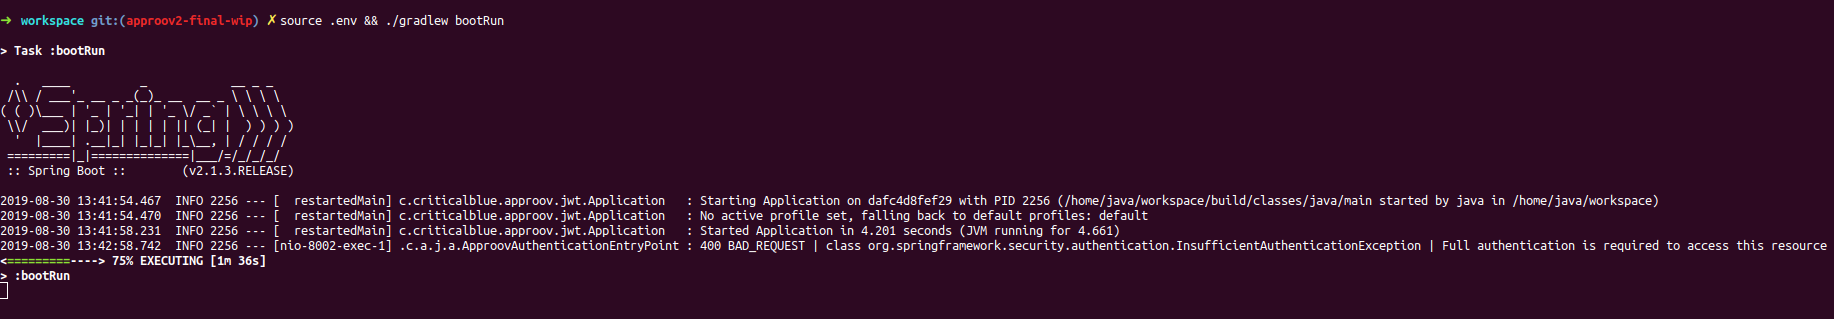 ➜  workspace git:(approov2-final-wip) ✗ source .env && ./gradlew bootRun

> Task :bootRun

  .   ____          _            __ _ _
 /\\ / ___'_ __ _ _(_)_ __  __ _ \ \ \ \
( ( )\___ | '_ | '_| | '_ \/ _` | \ \ \ \
 \\/  ___)| |_)| | | | | || (_| |  ) ) ) )
  '  |____| .__|_| |_|_| |_\__, | / / / /
 =========|_|==============|___/=/_/_/_/
 :: Spring Boot ::        (v2.1.3.RELEASE)

2019-08-30 13:41:54.467  INFO 2256 --- [  restartedMain] c.criticalblue.approov.jwt.Application   : Starting Application on dafc4d8fef29 with PID 2256 (/home/java/workspace/build/classes/java/main started by java in /home/java/workspace)
2019-08-30 13:41:54.470  INFO 2256 --- [  restartedMain] c.criticalblue.approov.jwt.Application   : No active profile set, falling back to default profiles: default
2019-08-30 13:41:58.231  INFO 2256 --- [  restartedMain] c.criticalblue.approov.jwt.Application   : Started Application in 4.201 seconds (JVM running for 4.661)
2019-08-30 13:42:58.742  INFO 2256 --- [nio-8002-exec-1] .c.a.j.a.ApproovAuthenticationEntryPoint : 400 BAD_REQUEST | class org.springframework.security.authentication.InsufficientAuthenticationException | Full authentication is required to access this resource
<=========----> 75% EXECUTING [1m 36s]
> :bootRun